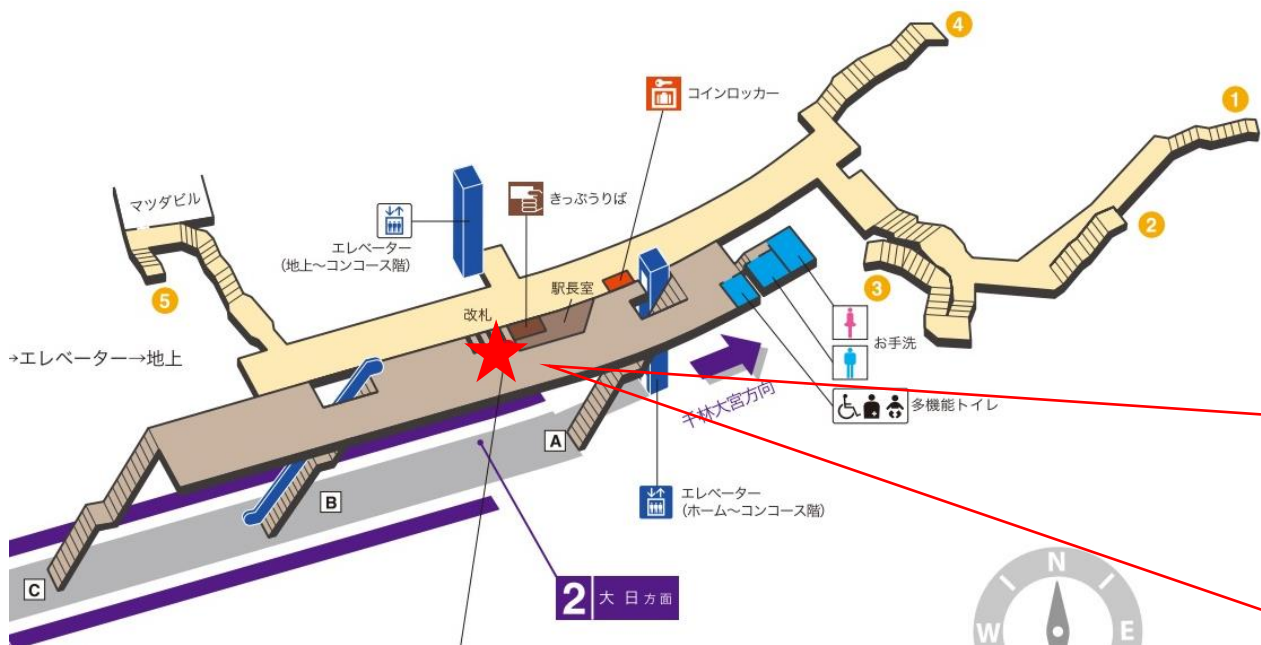 4
1
コインロッカー
マツダビル
きっぷうりば
2
エレベーター
(地上～コンコース階)
3
5
駅長室
改札
お手洗
→エレベーター→地上
千林大宮方向
多機能トイレ
A
B
エレベーター
(ホーム～コンコース階)
C
2 大日方面
N
W
E